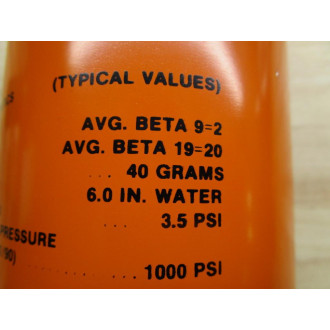 (TYPICAL VALUES)
AVG. BETA 9=2
AVG. BETA 19=20
... 40 GRAMS
6.0 IN. WATER
... 3.5 PSI
PRESSURE
/90) ... 1000 PSI